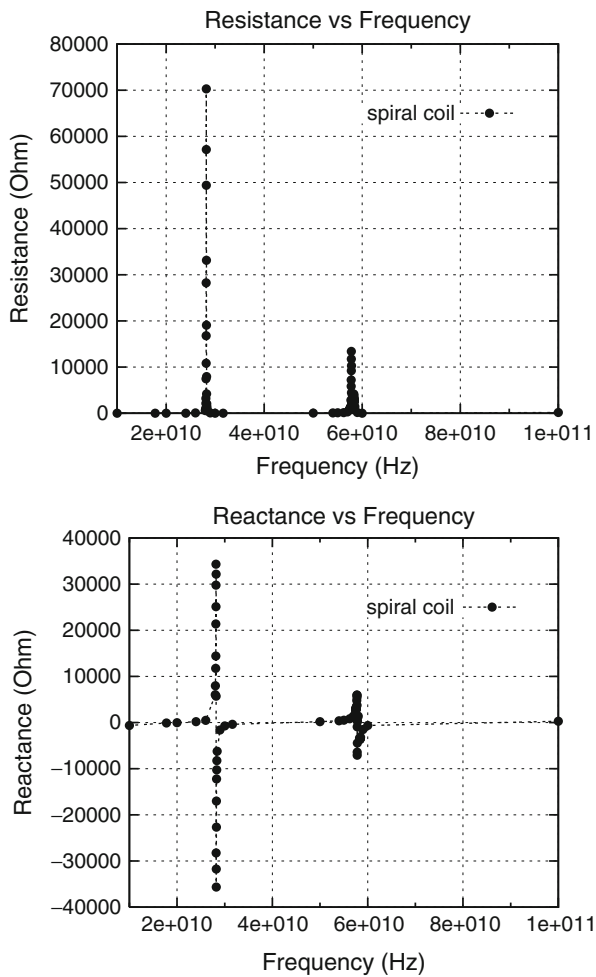 Resistance vs Frequency
80000
70000
60000
50000
40000
30000
20000
10000
0
Resistance (Ohm)
spiral coil
2e+010 4e+010 6e+010 8e+010 1e+011
Frequency (Hz)
Reactance vs Frequency
40000
30000
20000
10000
0
−10000
−20000
−30000
−40000
Reactance (Ohm)
spiral coil
2e+010 4e+010 6e+010 8e+010 1e+011
Frequency (Hz)